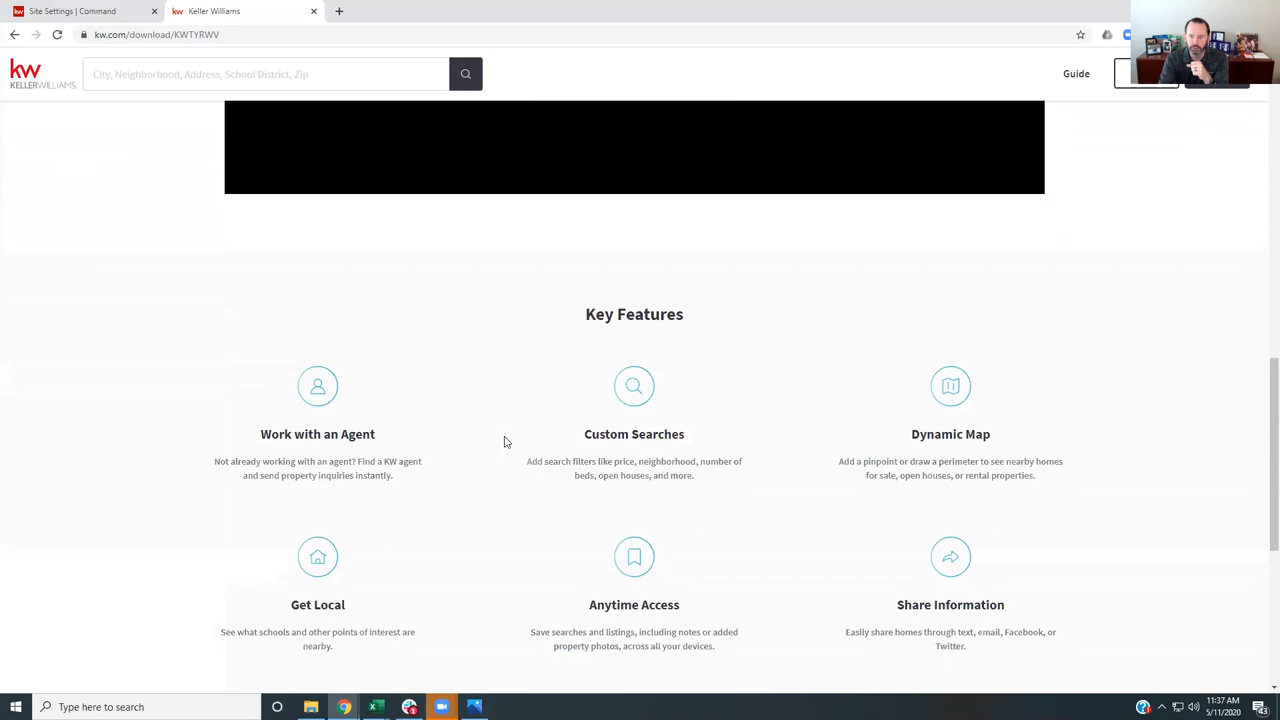 Site Settings | Command
Keller Williams
kw.com/download/KWTYRWV
kw
KELLERWILLIAMS
City, Neighborhood, Address, School District, Zip
Guide
Key Features
Work with an Agent
Not already working with an agent? Find a KW agent
and send property inquiries instantly.
Custom Searches
Add search filters like price, neighborhood, number of
beds, open houses, and more.
Dynamic Map
Add a pinpoint or draw a perimeter to see nearby homes
for sale, open houses, or rental properties.
Get Local
See what schools and other points of interest are
nearby.
Anytime Access
Save searches and listings, including notes or added
property photos, across all your devices.
Share Information
Easily share homes through text, email, Facebook, or
Twitter.
Type here to search
11:37 AM
5/11/2020
43